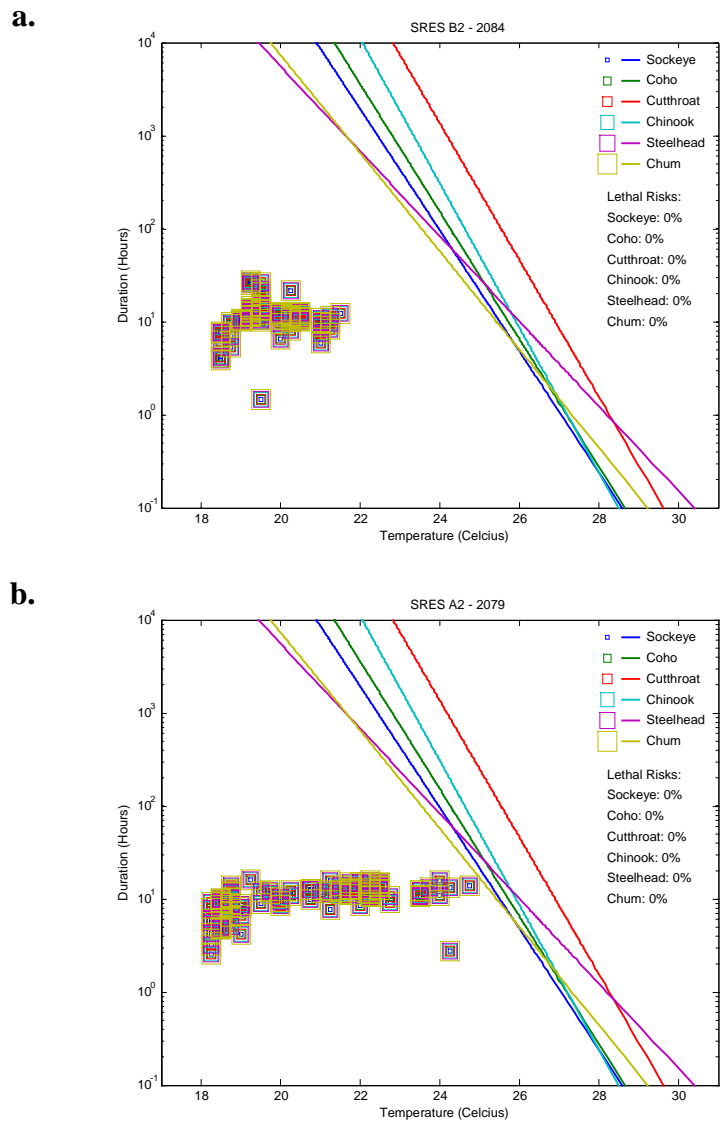 a.
SRES B2 - 2084
10^4
10^3
10^2
10^1
10^0
10^-1
Duration (Hours)
18 20 22 24 26 28 30
Temperature (Celcius)
Sockeye
Coho
Cutthroat
Chinook
Steelhead
Chum
Lethal Risks:
Sockeye: 0%
Coho: 0%
Cutthroat: 0%
Chinook: 0%
Steelhead: 0%
Chum: 0%
b.
SRES A2 - 2079
10^4
10^3
10^2
10^1
10^0
10^-1
Duration (Hours)
18 20 22 24 26 28 30
Temperature (Celcius)
Sockeye
Coho
Cutthroat
Chinook
Steelhead
Chum
Lethal Risks:
Sockeye: 0%
Coho: 0%
Cutthroat: 0%
Chinook: 0%
Steelhead: 0%
Chum: 0%